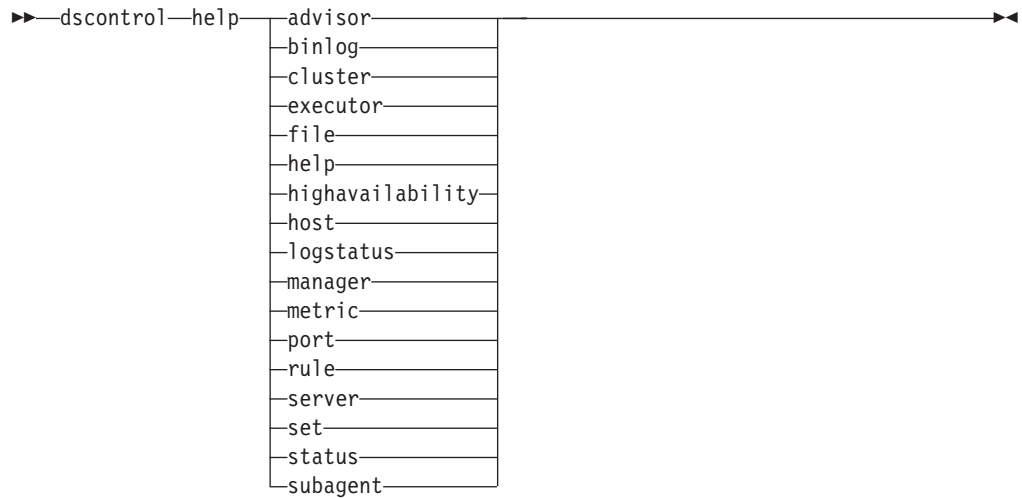 dscontrol help advisor
binlog
cluster
executor
file
help
highavailability
host
logstatus
manager
metric
port
rule
server
set
status
subagent